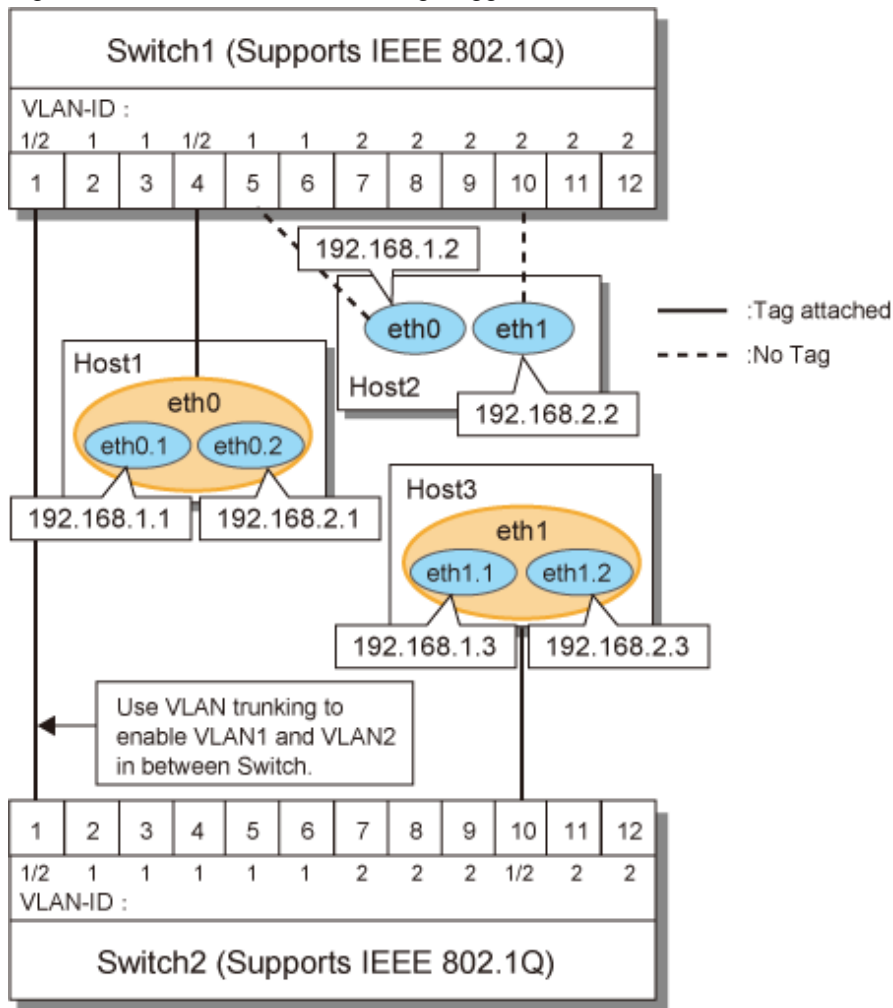 Switch1 (Supports IEEE 802.1Q)
VLAN-ID :
1/2 1 1 1/2 1 1 2 2 2 2 2 2
1 2 3 4 5 6 7 8 9 10 11 12
192.168.1.2
eth0 eth1
:Tag attached
:No Tag
Host2
192.168.2.2
Host1
eth0
eth0.1 eth0.2
192.168.1.1 192.168.2.1
Host3
eth1
eth1.1 eth1.2
192.168.1.3 192.168.2.3
Use VLAN trunking to
enable VLAN1 and VLAN2
in between Switch.
1 2 3 4 5 6 7 8 9 10 11 12
1/2 1 1 1 1 1 2 2 2 1/2 2 2
VLAN-ID :
Switch2 (Supports IEEE 802.1Q)